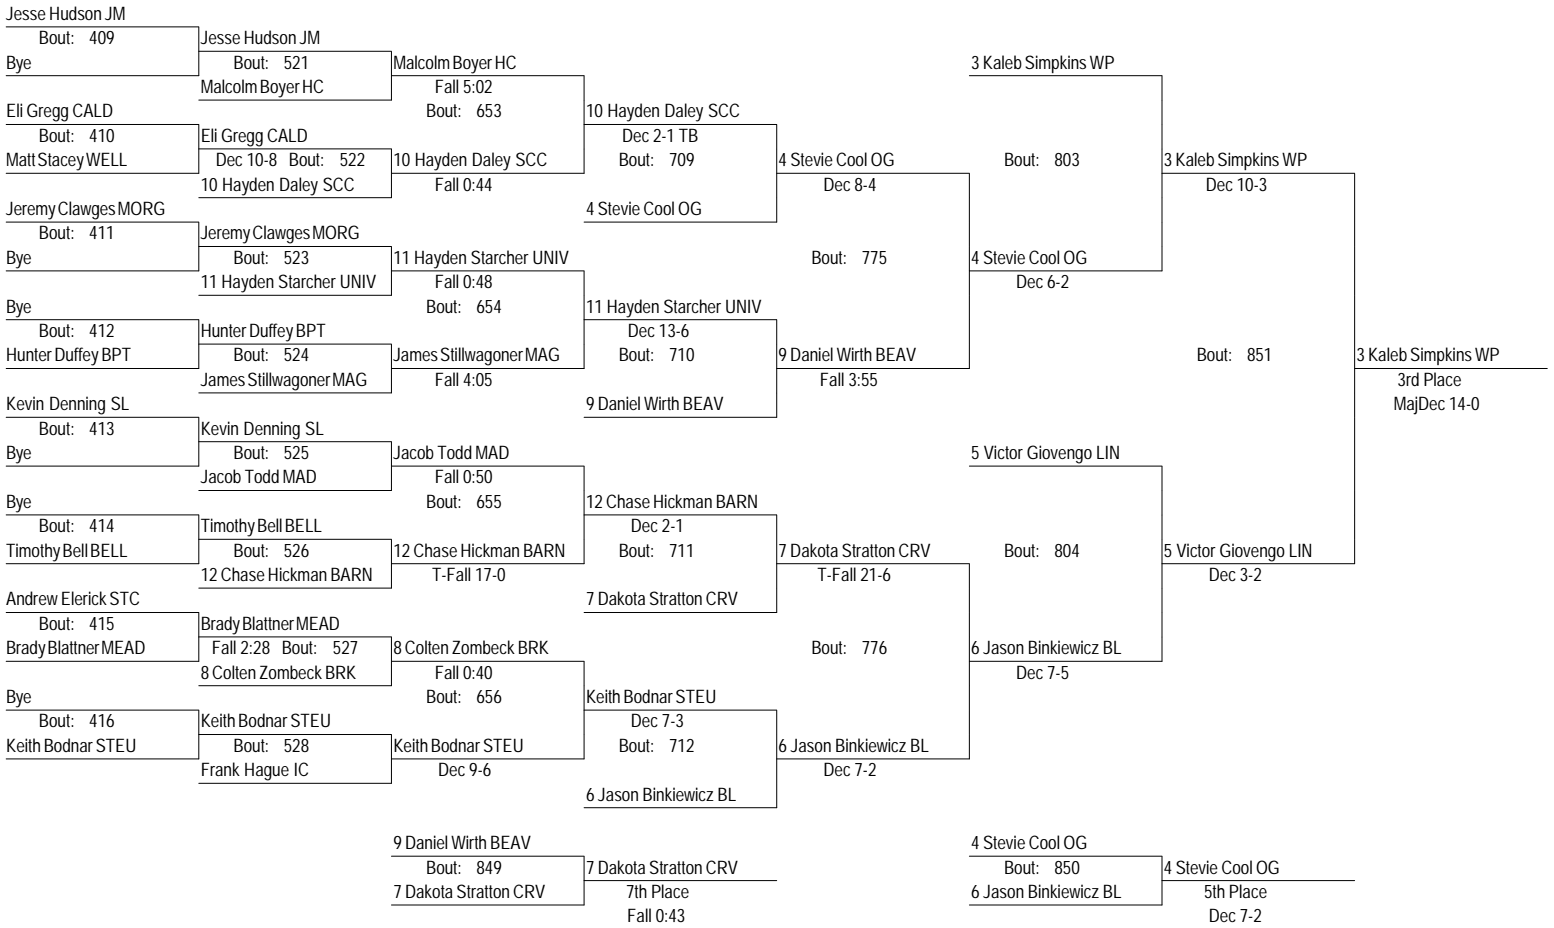 Jesse Hudson JM
Bout: 409
Bye
Jesse Hudson JM
Bout: 521
Malcolm Boyer HC
Malcolm Boyer HC
Fall 5:02
Bout: 653
Eli Gregg CALD
Bout: 410
Matt Stacey WELL
Eli Gregg CALD
Dec 10-8 Bout: 522
10 Hayden Daley SCC
10 Hayden Daley SCC
Fall 0:44
10 Hayden Daley SCC
Dec 2-1 TB
Bout: 709
4 Stevie Cool OG
4 Stevie Cool OG
Dec 8-4
Jeremy Clawges MORG
Bout: 411
Bye
Jeremy Clawges MORG
Bout: 523
11 Hayden Starcher UNIV
11 Hayden Starcher UNIV
Fall 0:48
Bout: 654
Bye
Bout: 412
Hunter Duffey BPT
Hunter Duffey BPT
Bout: 524
James Stillwagoner MAG
James Stillwagoner MAG
Fall 4:05
11 Hayden Starcher UNIV
Dec 13-6
Bout: 710
9 Daniel Wirth BEAV
9 Daniel Wirth BEAV
Fall 3:55
Bout: 775
3 Kaleb Simpkins WP
Bout: 803
4 Stevie Cool OG
Dec 6-2
3 Kaleb Simpkins WP
Dec 10-3
Kevin Denning SL
Bout: 413
Bye
Kevin Denning SL
Bout: 525
Jacob Todd MAD
Jacob Todd MAD
Fall 0:50
Bout: 655
Bye
Bout: 414
Timothy Bell BELL
Timothy Bell BELL
Bout: 526
12 Chase Hickman BARN
12 Chase Hickman BARN
T-Fall 17-0
12 Chase Hickman BARN
Dec 2-1
Bout: 711
7 Dakota Stratton CRV
7 Dakota Stratton CRV
T-Fall 21-6
Andrew Elerick STC
Bout: 415
Brady Blattner MEAD
Brady Blattner MEAD
Fall 2:28 Bout: 527
8 Colten Zombeck BRK
8 Colten Zombeck BRK
Fall 0:40
Bout: 656
Bye
Bout: 416
Keith Bodnar STEU
Keith Bodnar STEU
Bout: 528
Frank Hague IC
Keith Bodnar STEU
Dec 9-6
Keith Bodnar STEU
Dec 7-3
Bout: 712
6 Jason Binkiewicz BL
6 Jason Binkiewicz BL
Dec 7-2
Bout: 776
5 Victor Giovengo LIN
Bout: 804
6 Jason Binkiewicz BL
Dec 7-5
5 Victor Giovengo LIN
Dec 3-2
Bout: 851
3 Kaleb Simpkins WP
3rd Place
MajDec 14-0
9 Daniel Wirth BEAV
Bout: 849
7 Dakota Stratton CRV
7 Dakota Stratton CRV
7th Place
Fall 0:43
4 Stevie Cool OG
Bout: 850
6 Jason Binkiewicz BL
4 Stevie Cool OG
5th Place
Dec 7-2